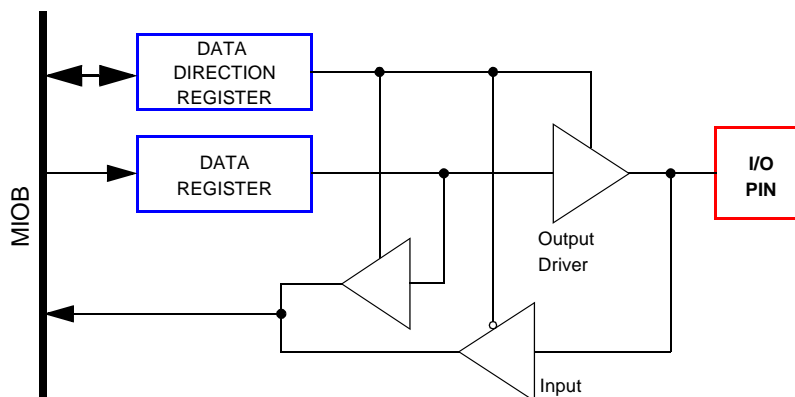 DATA
DIRECTION
REGISTER
DATA
REGISTER
MIOB
I/O
PIN
Output
Driver
Input